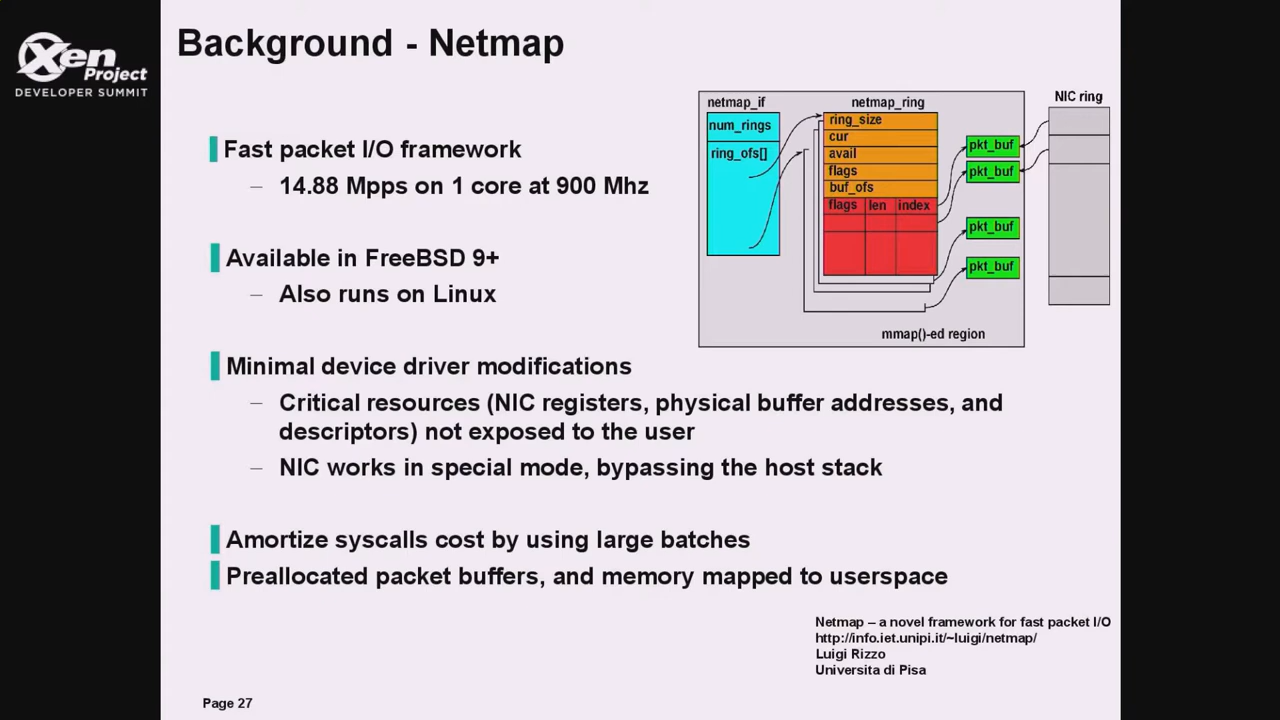 Xen
Project
DEVELOPER SUMMIT
Background - Netmap
Fast packet I/O framework
– 14.88 Mpps on 1 core at 900 Mhz
Available in FreeBSD 9+
– Also runs on Linux
Minimal device driver modifications
– Critical resources (NIC registers, physical buffer addresses, and
descriptors) not exposed to the user
– NIC works in special mode, bypassing the host stack
Amortize syscalls cost by using large batches
Preallocated packet buffers, and memory mapped to userspace
netmap_if
num_rings
ring_ofs[]
netmap_ring
ring_size
cur
avail
flags
buf_ofs
flags len index
pkt_buf
pkt_buf
pkt_buf
pkt_buf
NIC ring
mmap()-ed region
Netmap – a novel framework for fast packet I/O
http://info.iet.unipi.it/~luigi/netmap/
Luigi Rizzo
Universita di Pisa
Page 27